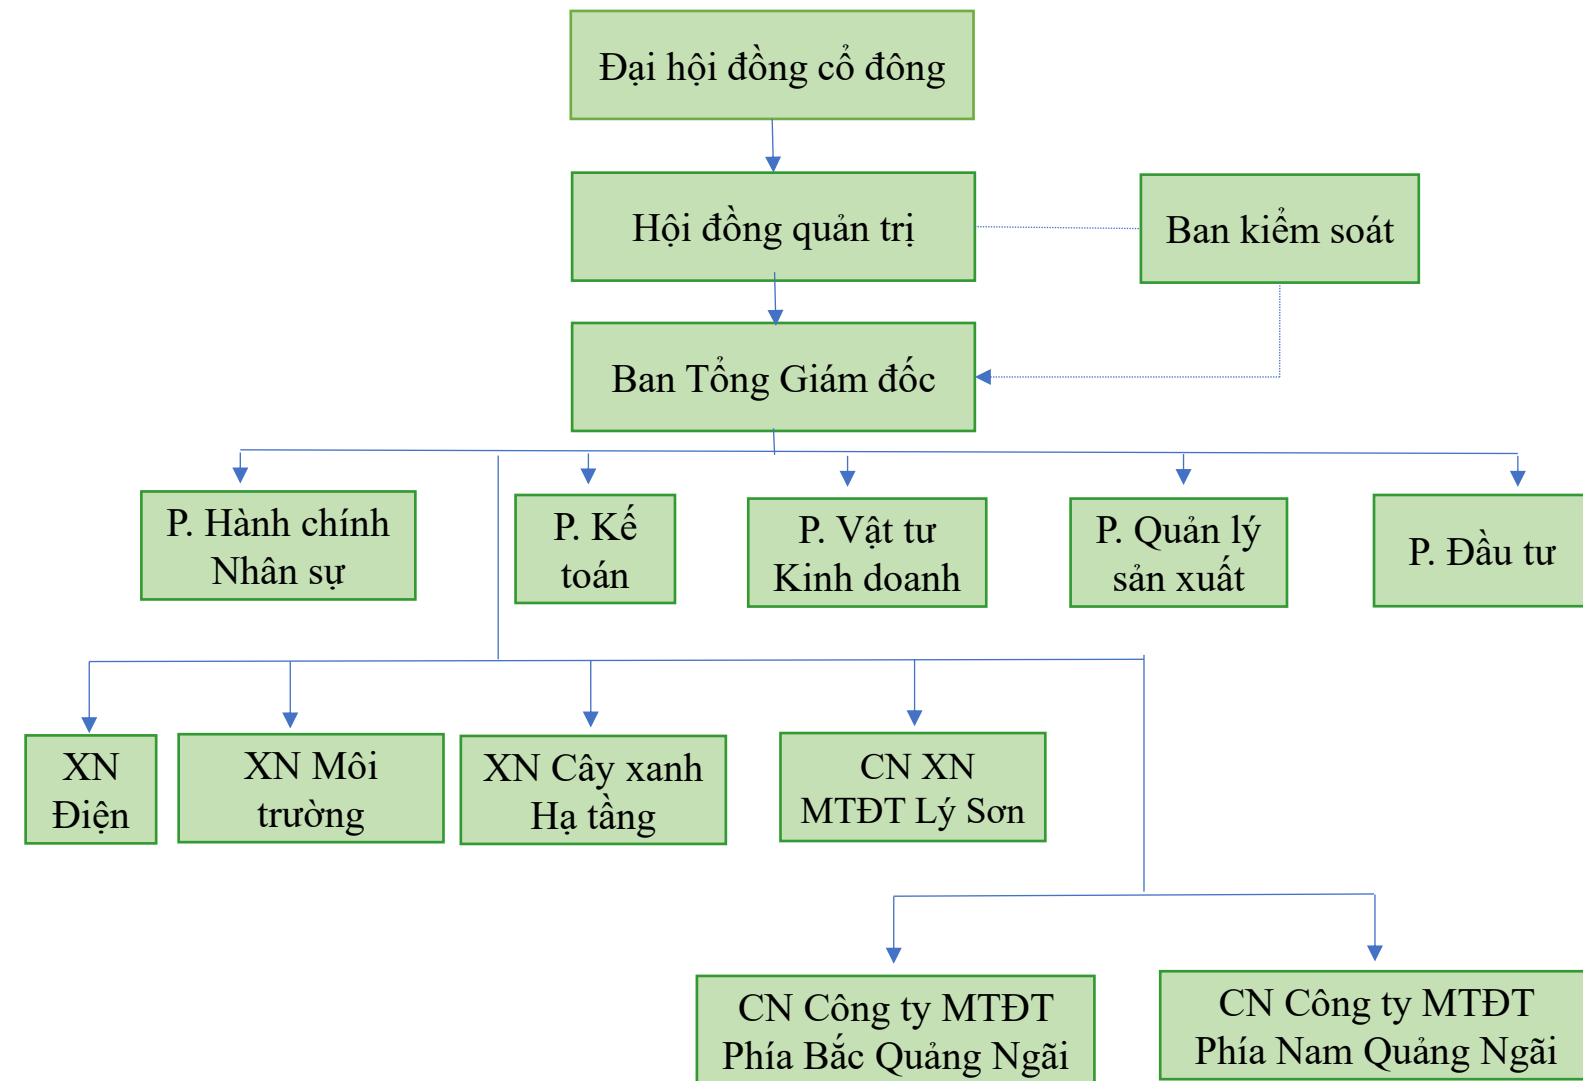 Đại hội đồng cổ đông
Hội đồng quản trị
Ban kiểm soát
Ban Tổng Giám đốc
P. Hành chính
Nhân sự
P. Kế
toán
P. Vật tư
Kinh doanh
P. Quản lý
sản xuất
P. Đầu tư
XN
Điện
XN Môi
trường
XN Cây xanh
Hạ tầng
CN XN
MTĐT Lý Sơn
CN Công ty MTĐT
Phía Bắc Quảng Ngãi
CN Công ty MTĐT
Phía Nam Quảng Ngãi